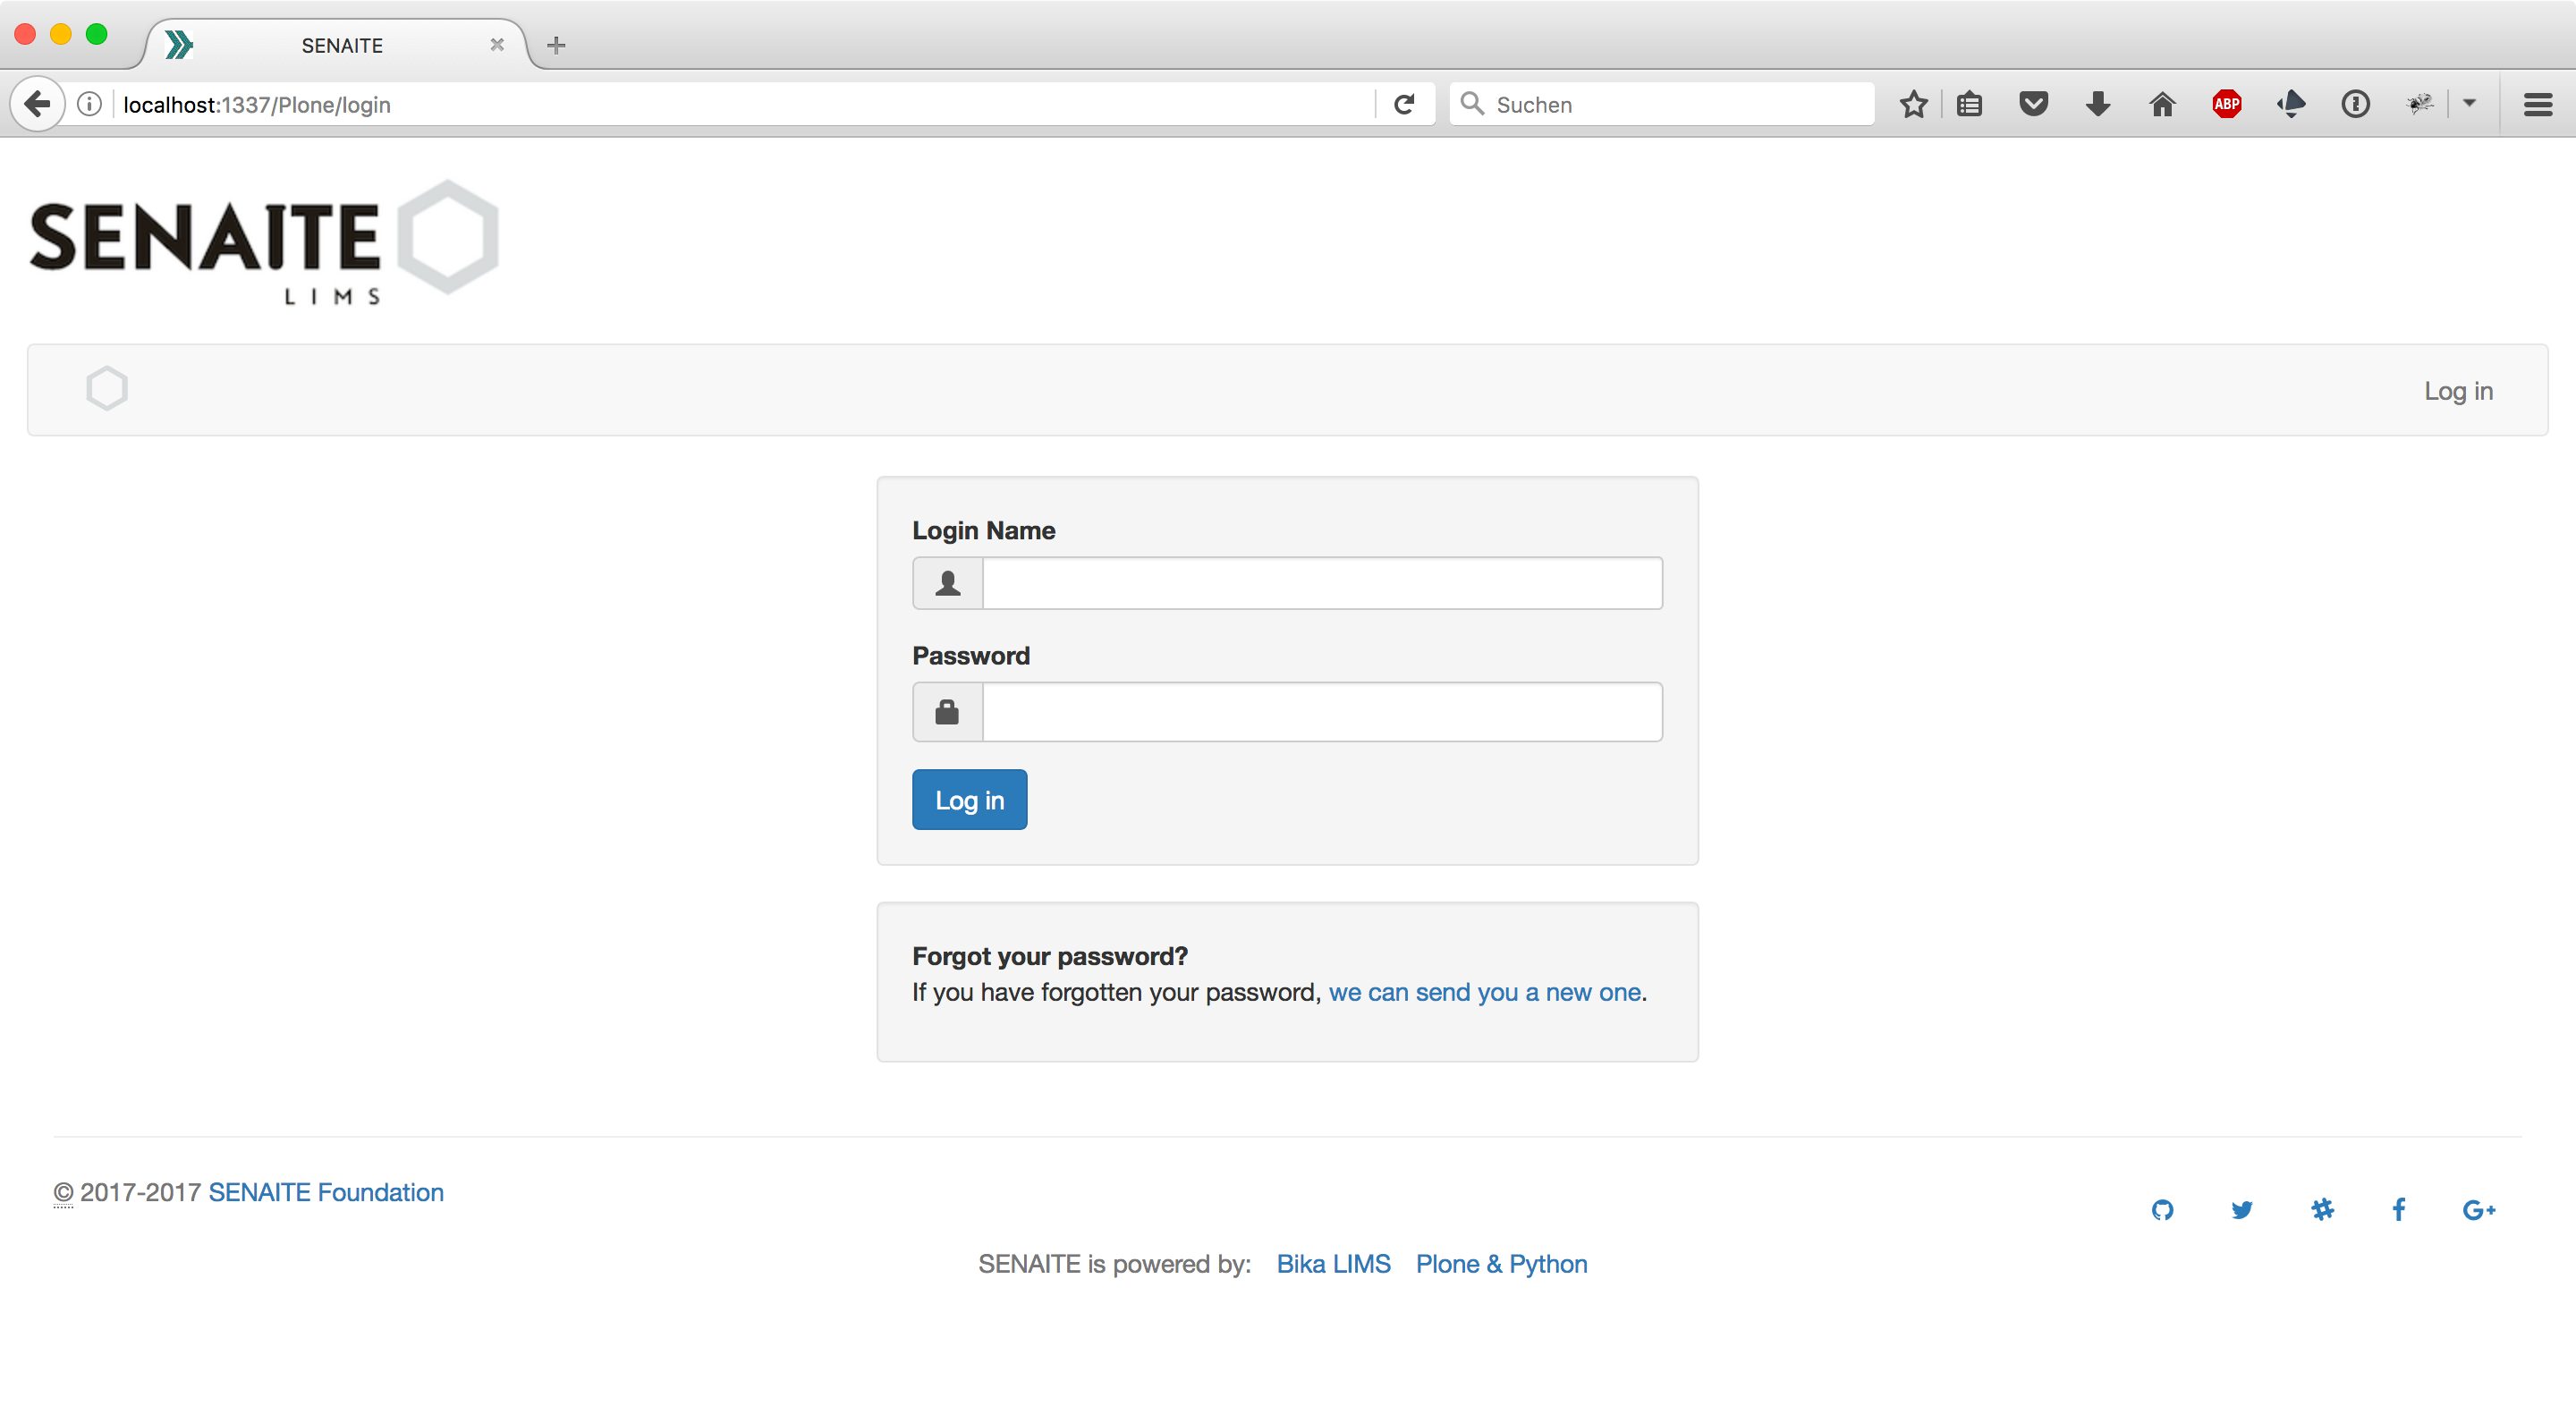 SENAITE
localhost:1337/Plone/login
Suchen
ABP
SENAITE
LIMS
Log in
Login Name
Password
Log in
Forgot your password?
If you have forgotten your password, we can send you a new one.
© 2017-2017 SENAITE Foundation
G+
SENAITE is powered by: Bika LIMS Plone & Python